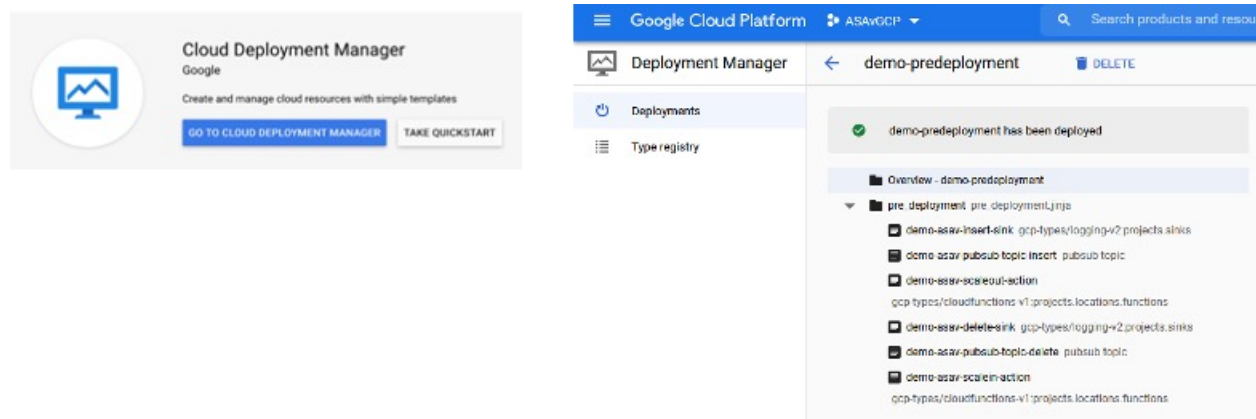 Cloud Deployment Manager
Google
Create and manage cloud resources with simple templates
GO TO CLOUD DEPLOYMENT MANAGER TAKE QUICKSTART
Google Cloud Platform ASAvGCP Search products and resou
Deployment Manager demo-predeployment DELETE
Deployments
Type registry
demo-predeployment has been deployed
Overview - demo-predeployment
pre_deployment pre_deployment.jinja
demo-asav-insert-sink gcp-types/logging-v2:projects.sinks
demo-asav-pubsub-topic-insert pubsub topic
demo-asav-scaleout-action
gcp-types/cloudfunctions-v1:projects.locations.functions
demo-asav-delete-sink gcp-types/logging-v2:projects.sinks
demo-asav-pubsub-topic-delete pubsub topic
demo-asav-scalein-action
gcp-types/cloudfunctions-v1:projects.locations.functions